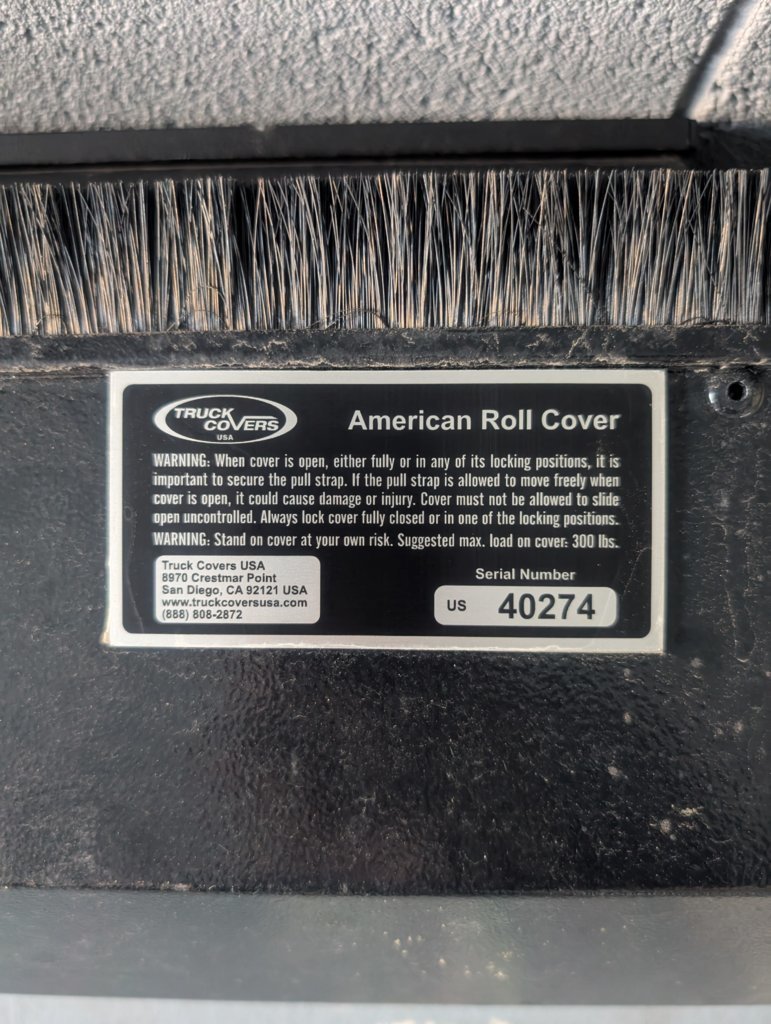 TRUCK
COVERS
USA
American Roll Cover
WARNING: When cover is open, either fully or in any of its locking positions, it is
important to secure the pull strap. If the pull strap is allowed to move freely when
cover is open, it could cause damage or injury. Cover must not be allowed to slide
open uncontrolled. Always lock cover fully closed or in one of the locking positions.
WARNING: Stand on cover at your own risk. Suggested max. load on cover: 300 lbs.
Truck Covers USA
8970 Crestmar Point
San Diego, CA 92121 USA
www.truckcoversusa.com
(888) 808-2872
Serial Number
US 40274